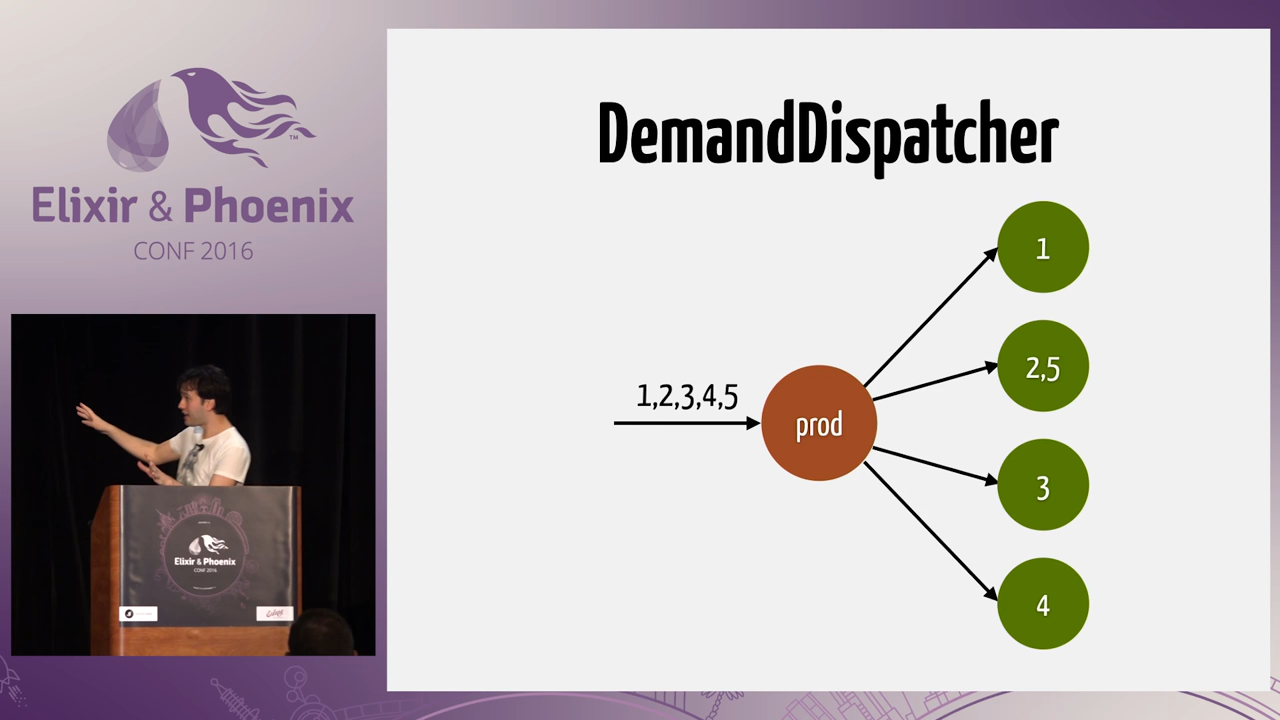 Elixir & Phoenix
TM
CONF 2016
DemandDispatcher
1
2,5
1,2,3,4,5
prod
3
4
Elixir & Phoenix
CONF 2016